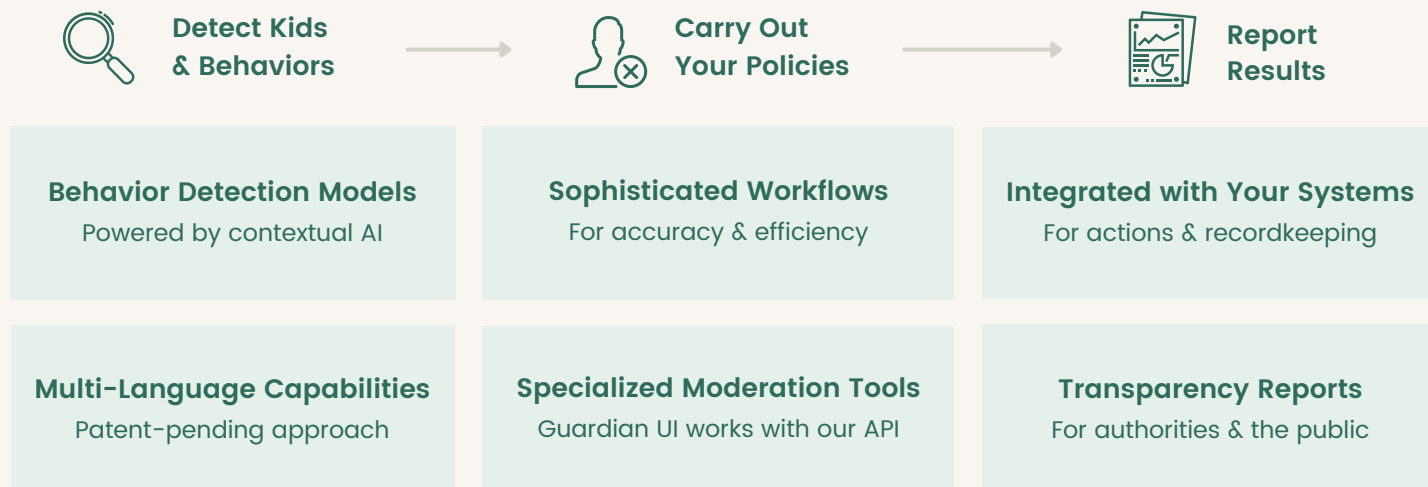 Detect Kids
& Behaviors
Carry Out
Your Policies
Report
Results
Behavior Detection Models
Powered by contextual AI
Sophisticated Workflows
For accuracy & efficiency
Integrated with Your Systems
For actions & recordkeeping
Multi-Language Capabilities
Patent-pending approach
Specialized Moderation Tools
Guardian UI works with our API
Transparency Reports
For authorities & the public